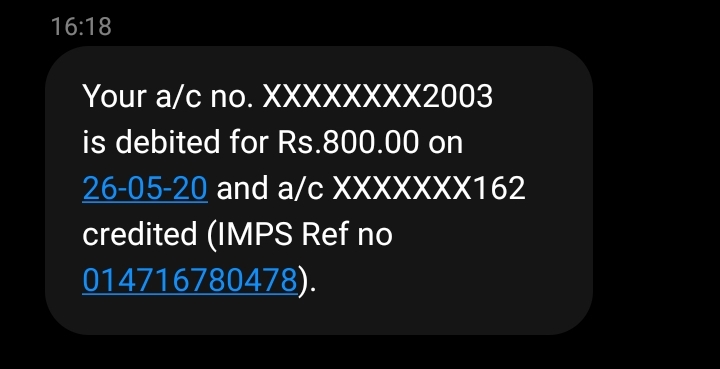 16:18
Your a/c no. XXXXXXXX2003
is debited for Rs.800.00 on
26-05-20 and a/c XXXXXXX162
credited (IMPS Ref no
014716780478).